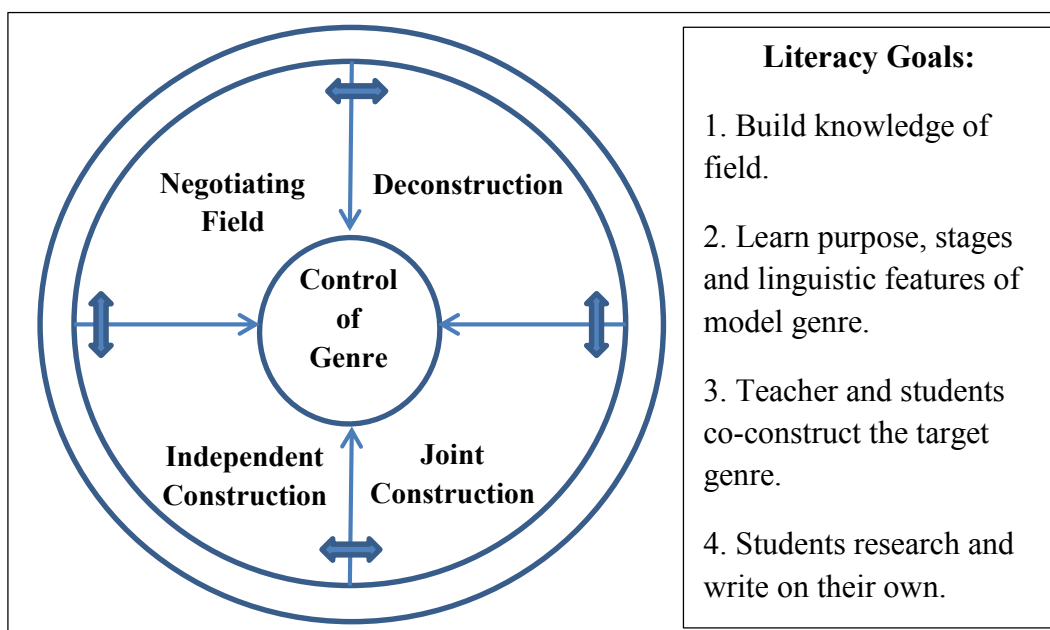 Negotiating
Field
Deconstruction
Control
of
Genre
Independent
Construction
Joint
Construction
Literacy Goals:
1. Build knowledge of
field.
2. Learn purpose, stages
and linguistic features of
model genre.
3. Teacher and students
co-construct the target
genre.
4. Students research and
write on their own.